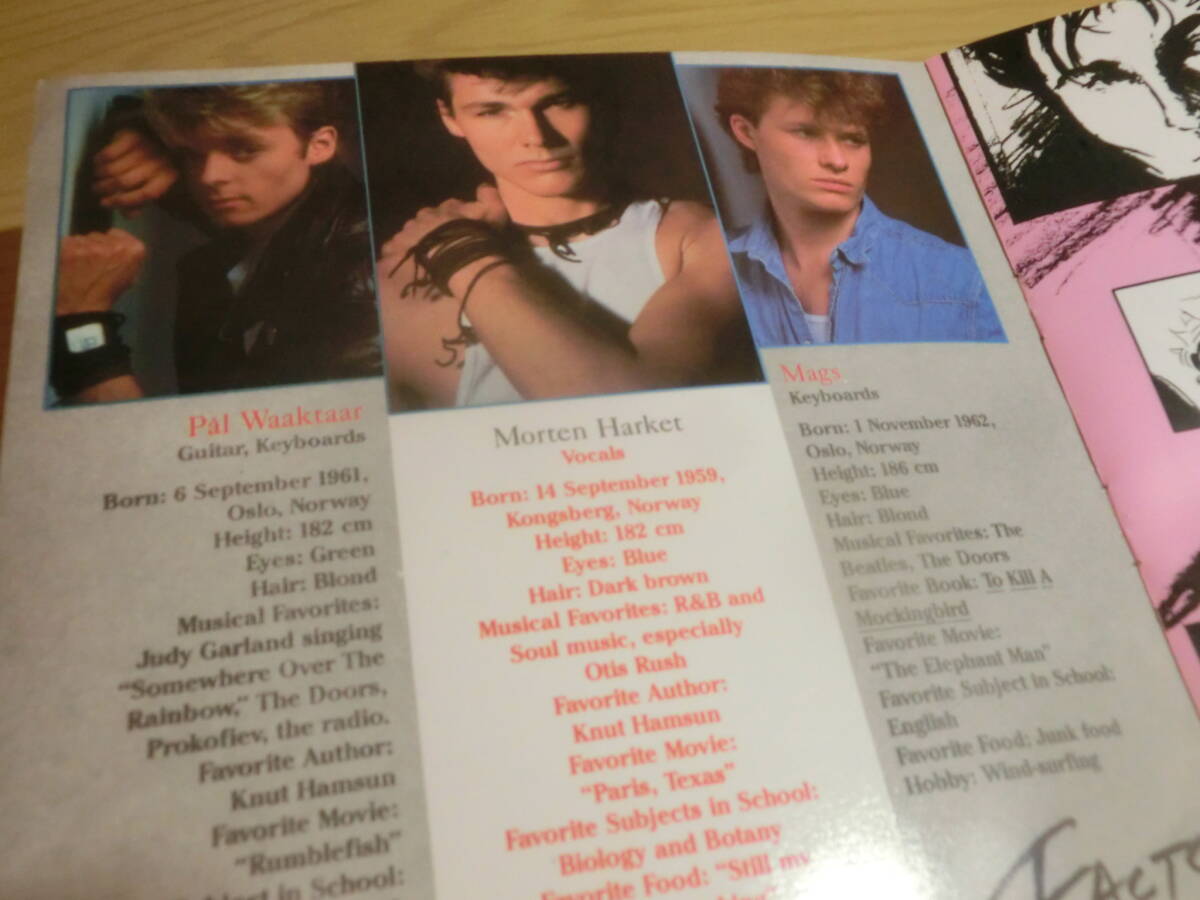 Pål Waaktaar
Guitar, Keyboards
Born: 6 September 1961,
Oslo, Norway
Height: 182 cm
Eyes: Green
Hair: Blond
Musical Favorites:
Judy Garland singing
"Somewhere Over The
Rainbow," The Doors,
Prokofiev, the radio.
Favorite Author:
Knut Hamsun
Favorite Movie:
"Rumblefish"
in School:
Morten Harket
Vocals
Born: 14 September 1959,
Kongsberg, Norway
Height: 182 cm
Eyes: Blue
Hair: Dark brown
Musical Favorites: R&B and
Soul music, especially
Otis Rush
Favorite Author:
Knut Hamsun
Favorite Movie:
"Paris, Texas"
Favorite Subjects in School:
Biology and Botany
Favorite Food: "Still my
Mags
Keyboards
Born: 1 November 1962,
Oslo, Norway
Height: 186 cm
Eyes: Blue
Hair: Blond
Musical Favorites: The
Beatles, The Doors
Favorite Book: To Kill A
Mockingbird
Favorite Movie:
"The Elephant Man"
Favorite Subject in School:
English
Favorite Food: Junk food
Hobby: Wind-surfing